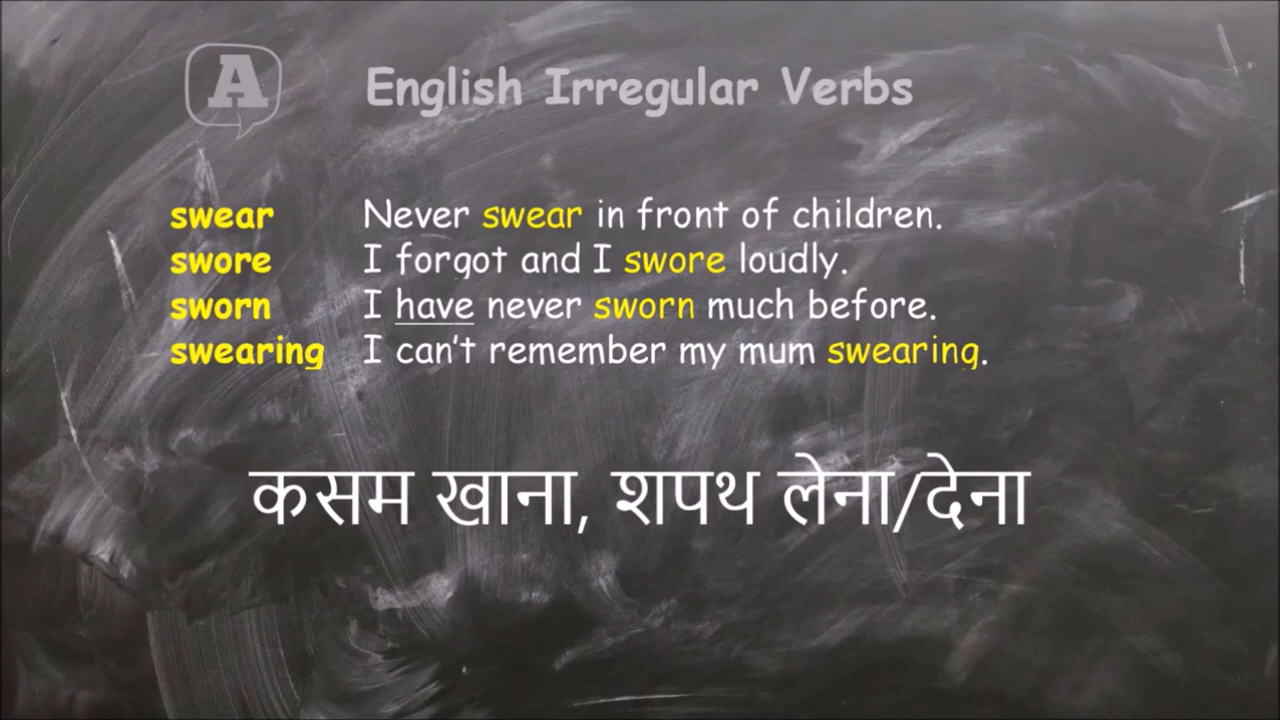 A English Irregular Verbs
swear Never swear in front of children.
swore I forgot and I swore loudly.
sworn I have never sworn much before.
swearing I can't remember my mum swearing.
कसम खाना, शपथ लेना/देना